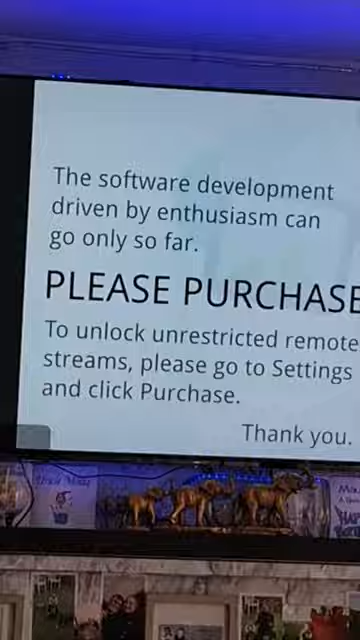 The software development
driven by enthusiasm can
go only so far.
PLEASE PURCHASE
To unlock unrestricted remote
streams, please go to Settings
and click Purchase.
Thank you.